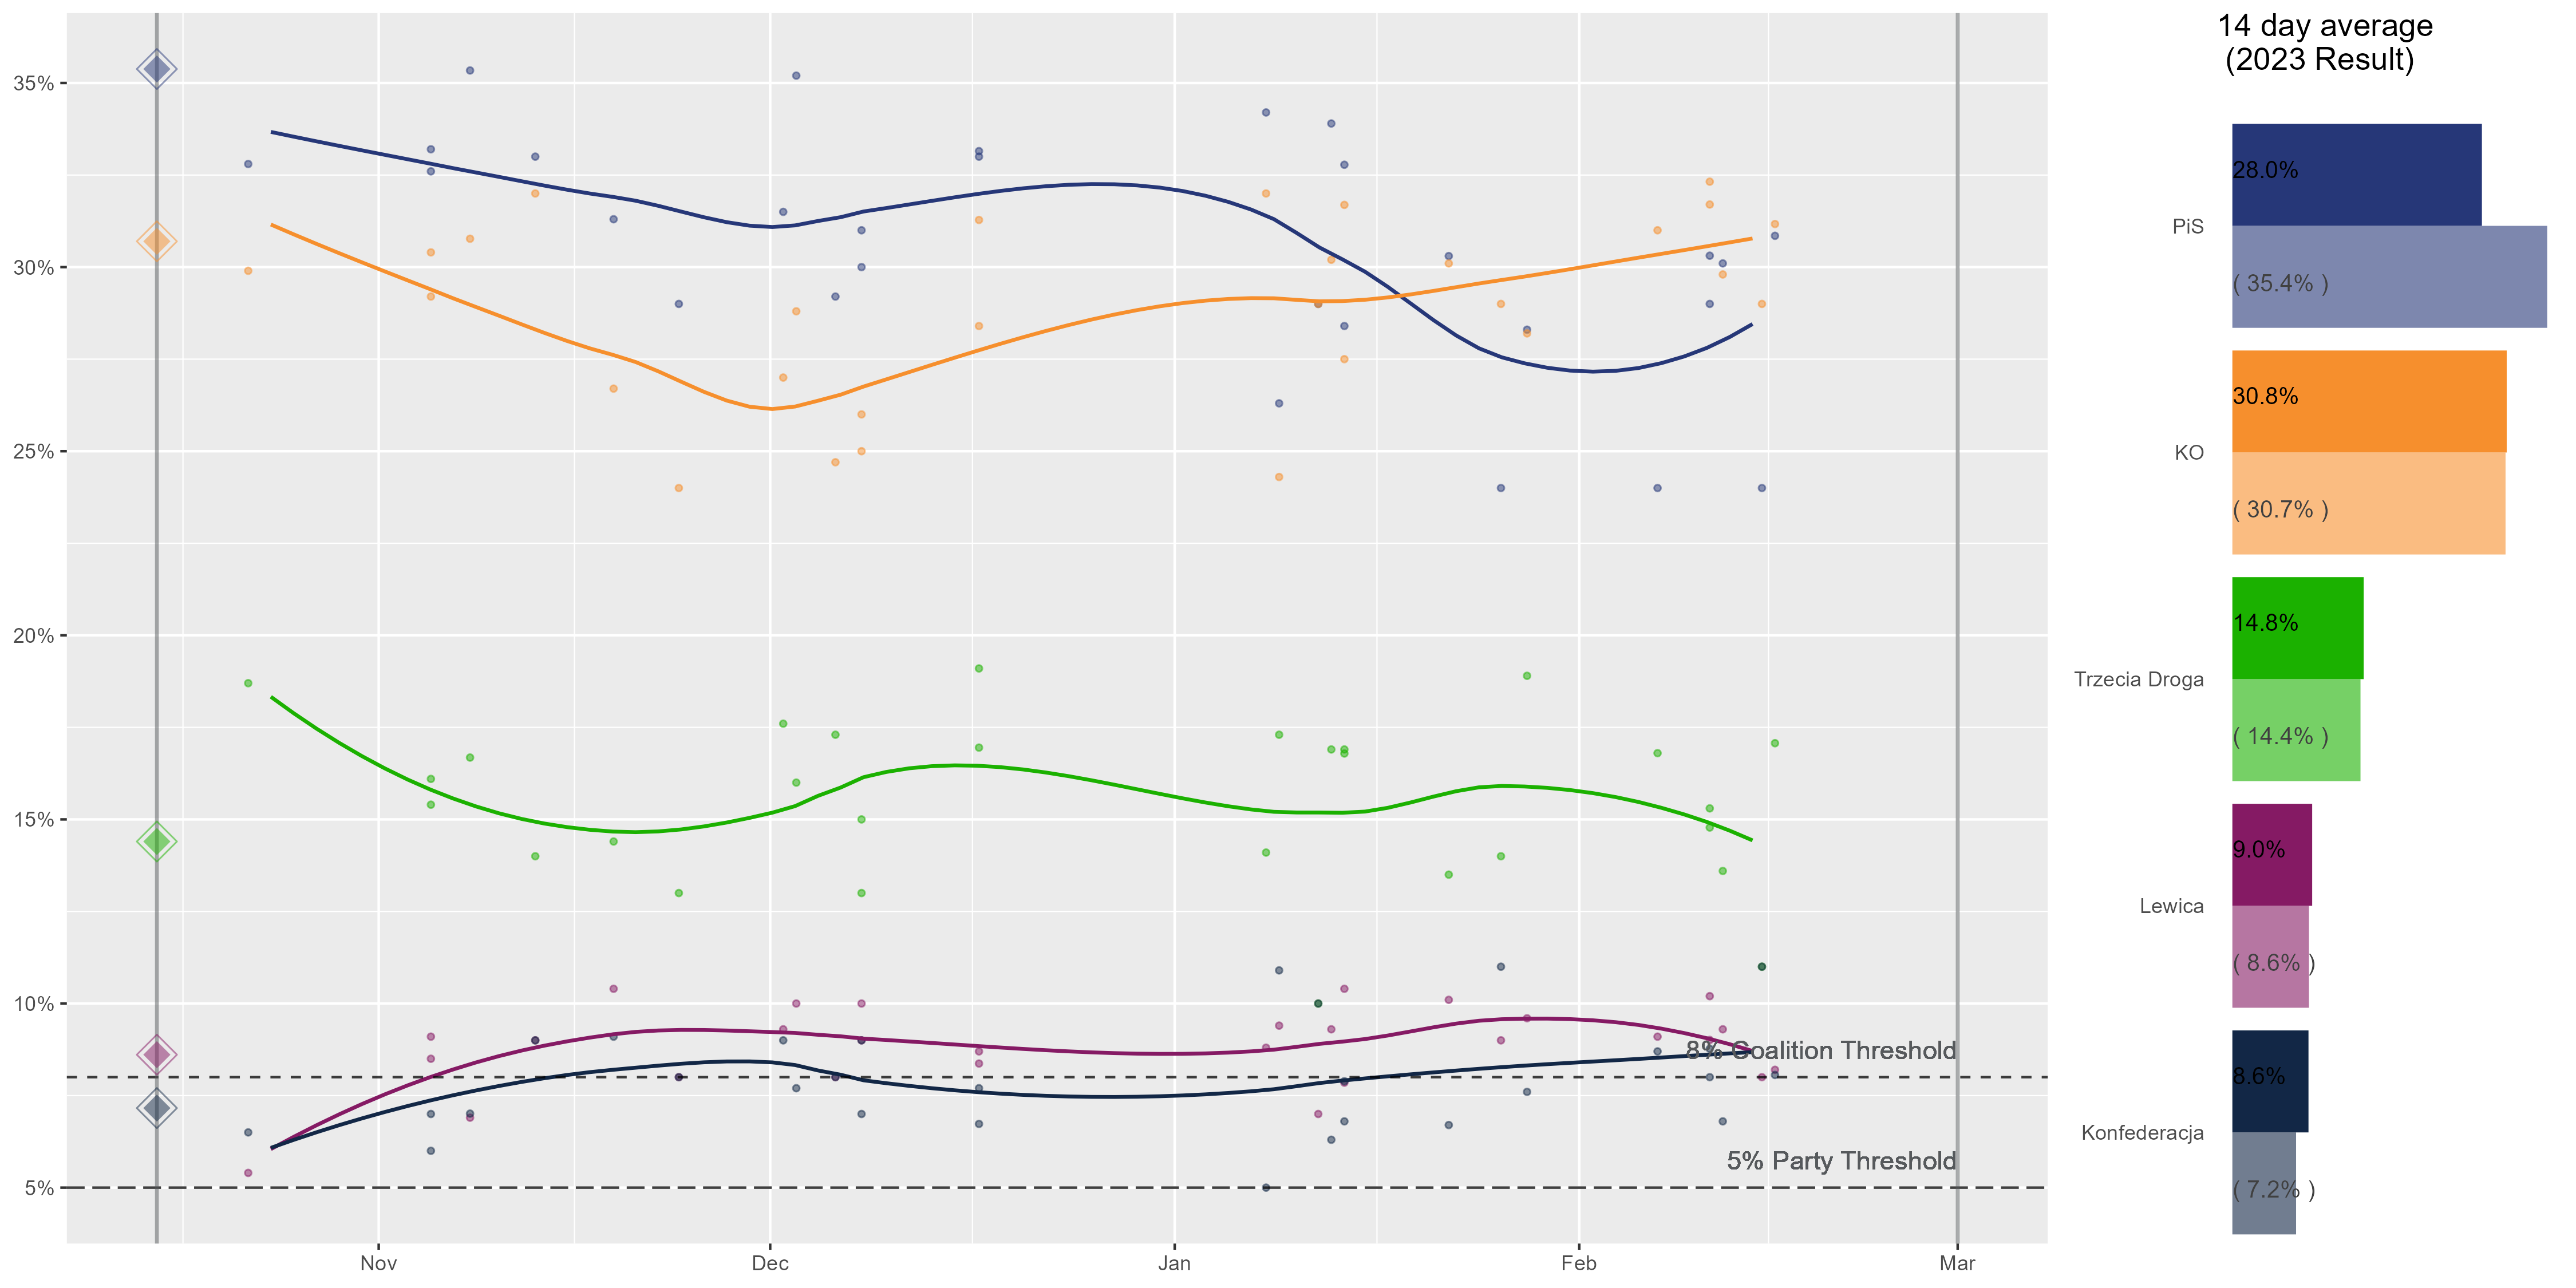 14 day average
(2023 Result)
35%
30%
25%
20%
15%
10%
5%
8% Coalition Threshold
5% Party Threshold
Nov
Dec
Jan
Feb
Mar
PiS
28.0%
( 35.4% )
KO
30.8%
( 30.7% )
Trzecia Droga
14.8%
( 14.4% )
Lewica
9.0%
( 8.6% )
Konfederacja
8.6%
( 7.2% )